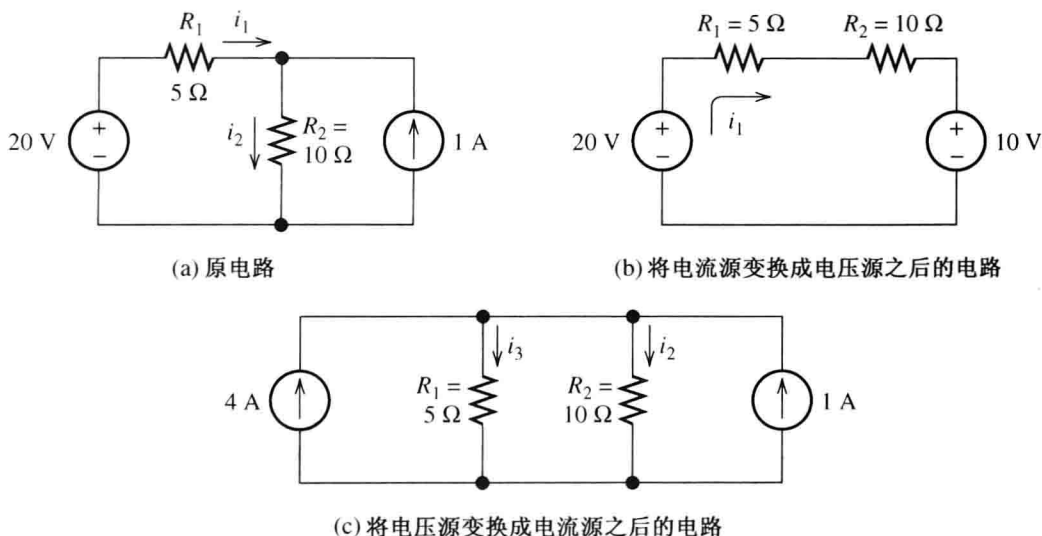 R₁ i₁
5 Ω
20 V
+
−
i₂
R₂ =
10 Ω
1 A
(a) 原电路
R₁ = 5 Ω R₂ = 10 Ω
20 V
+
−
i₁
+
−
10 V
(b) 将电流源变换成电压源之后的电路
4 A
R₁ =
5 Ω
i₃
R₂ =
10 Ω
i₂
1 A
(c) 将电压源变换成电流源之后的电路